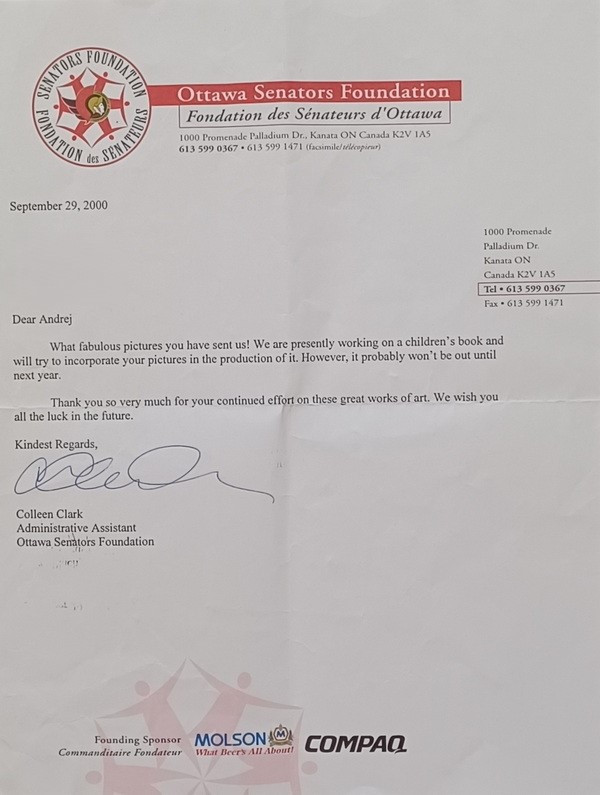 SENATORS FOUNDATION
FONDATION des SÉNATEURS
Ottawa Senators Foundation
Fondation des Sénateurs d'Ottawa
1000 Promenade Palladium Dr., Kanata ON Canada K2V 1A5
613 599 0367 • 613 599 1471 (facsimile/télécopieur)
September 29, 2000
1000 Promenade
Palladium Dr.
Kanata ON
Canada K2V 1A5
Tel • 613 599 0367
Fax • 613 599 1471
Dear Andrej
What fabulous pictures you have sent us! We are presently working on a children's book and
will try to incorporate your pictures in the production of it. However, it probably won't be out until
next year.
Thank you so very much for your continued effort on these great works of art. We wish you
all the luck in the future.
Kindest Regards,
Colleen Clark
Administrative Assistant
Ottawa Senators Foundation
Founding Sponsor
Commanditaire Fondateur
MOLSON M
What Beer's All About!
COMPAQ